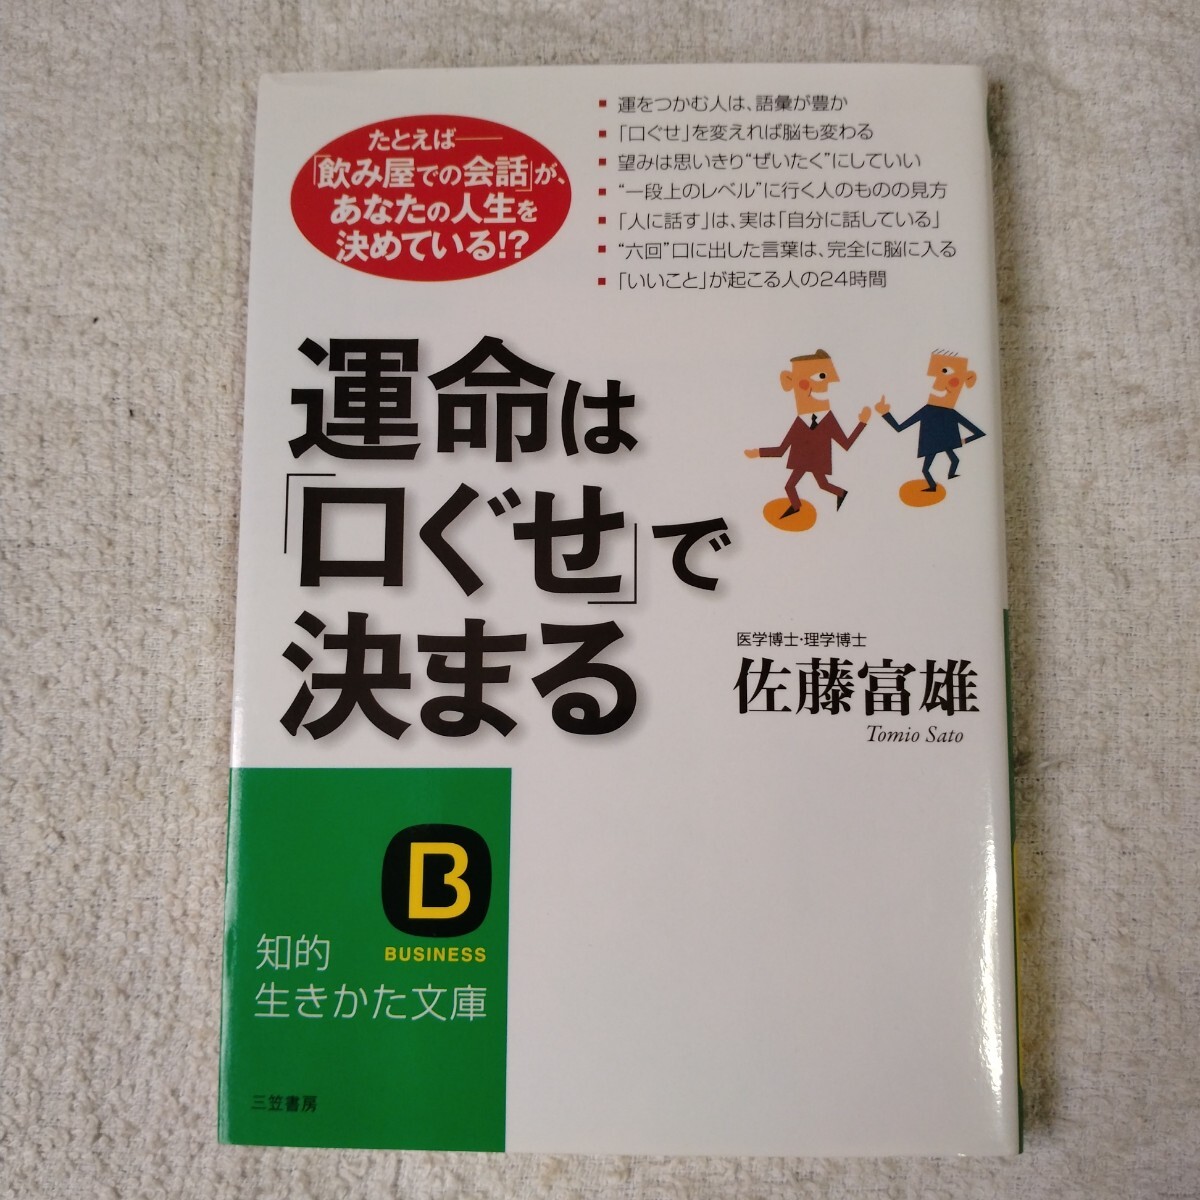 たとえば――
「飲み屋での会話」が、
あなたの人生を
決めている!?
▪ 運をつかむ人は、語彙が豊か
▪ 「口ぐせ」を変えれば脳も変わる
▪ 望みは思いきり“ぜいたく”にしていい
▪ “一段上のレベル”に行く人のものの見方
▪ 「人に話す」は、実は「自分に話している」
▪ “六回”口に出した言葉は、完全に脳に入る
▪ 「いいこと」が起こる人の24時間
運命は
「口ぐせ」で
決まる
医学博士・理学博士
佐藤富雄
Tomio Sato
B
BUSINESS
知的
生きかた文庫
三笠書房